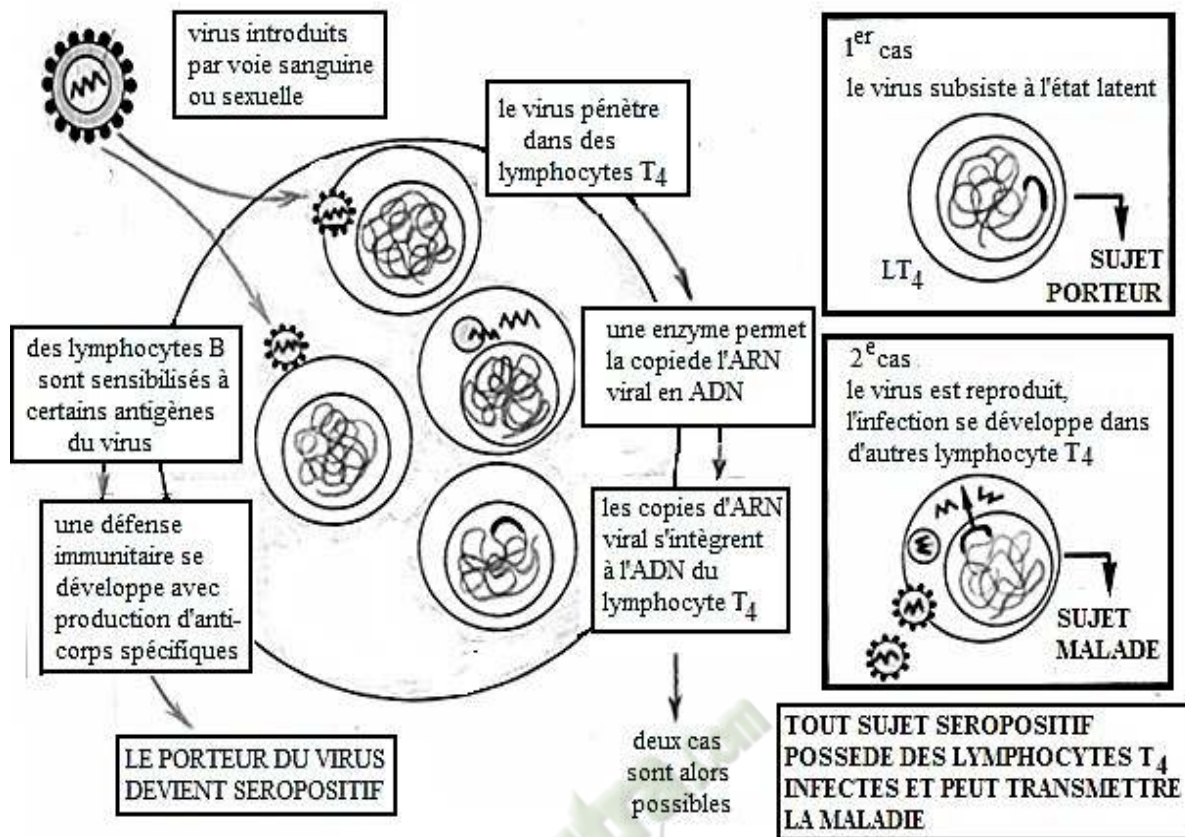 virus introduits
par voie sanguine
ou sexuelle
le virus pénètre
dans des
lymphocytes T4
des lymphocytes B
sont sensibilisés à
certains antigènes
du virus
une défense
immunitaire se
développe avec
production d'anti-
corps spécifiques
LE PORTEUR DU VIRUS
DEVIENT SEROPOSITIF
une enzyme permet
la copiede l'ARN
viral en ADN
les copies d'ARN
viral s'intègrent
à l'ADN du
lymphocyte T4
deux cas
sont alors
possibles
1er cas
le virus subsiste à l'état latent
LT4
SUJET
PORTEUR
2e cas.
le virus est reproduit,
l'infection se développe dans
d'autres lymphocyte T4
SUJET
MALADE
TOUT SUJET SEROPOSITIF
POSSEDE DES LYMPHOCYTES T4
INFECTES ET PEUT TRANSMETTRE
LA MALADIE